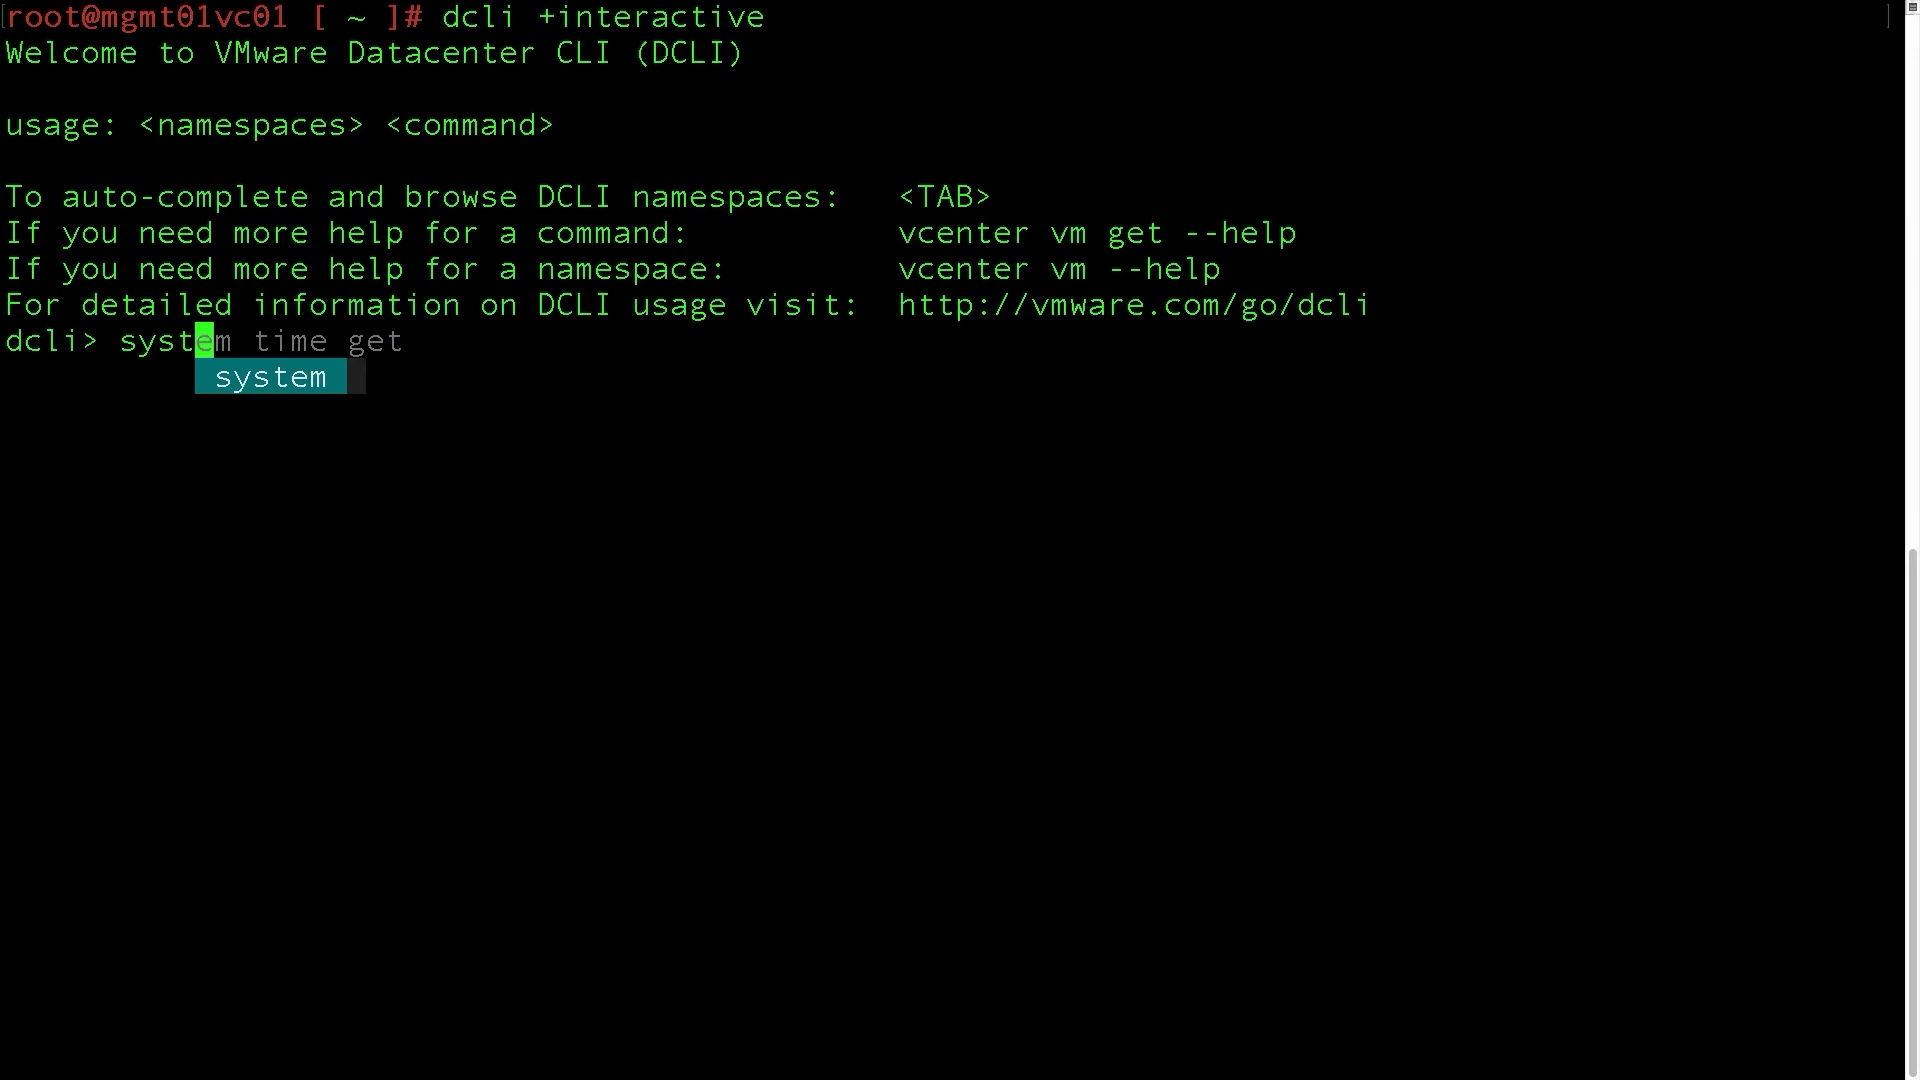 [root@mgmt01vc01 [ ~ ]# dcli +interactive ]
Welcome to VMware Datacenter CLI (DCLI)
usage: <namespaces> <command>
To auto-complete and browse DCLI namespaces:   <TAB>
If you need more help for a command:           vcenter vm get --help
If you need more help for a namespace:         vcenter vm --help
For detailed information on DCLI usage visit:  http://vmware.com/go/dcli
dcli> system time get
system